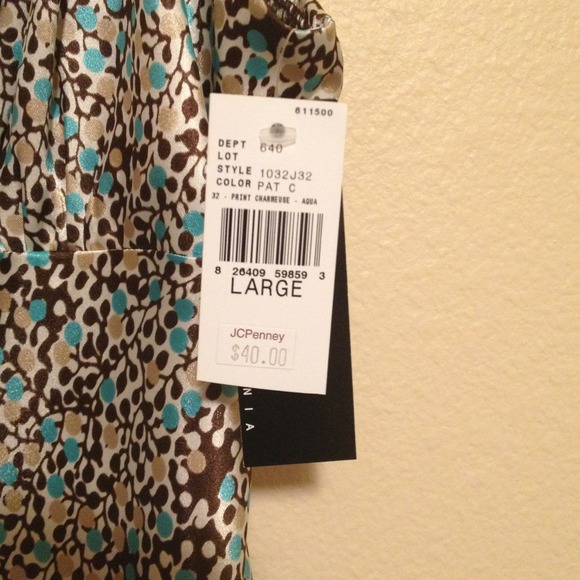 611500
DEPT 640
LOT
STYLE 1032J32
COLOR PAT C
32 - PRINT CHARMEUSE - AQUA
8 26409 59859 3
LARGE
JCPenney
$40.00
N I A